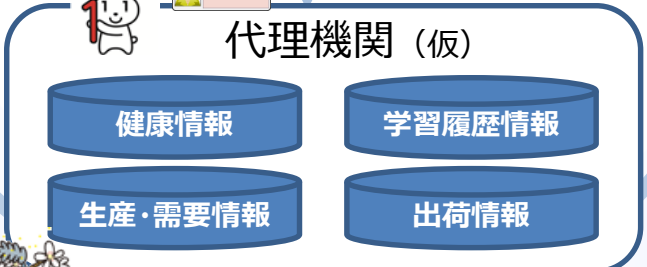 代理機関（仮）
健康情報
学習履歴情報
生産・需要情報
出荷情報